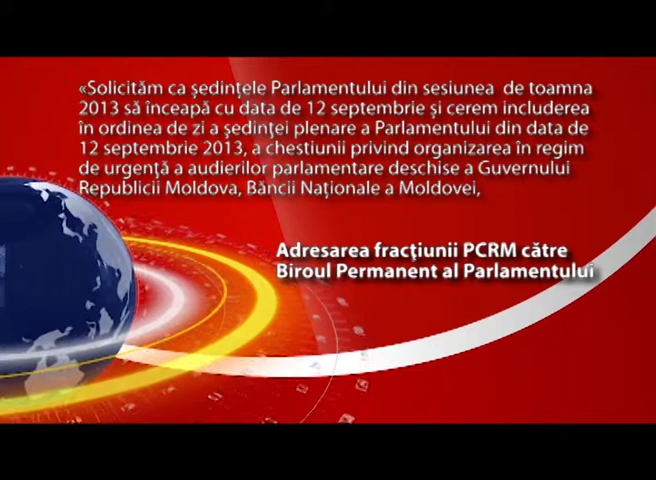 «Solicităm ca şedinţele Parlamentului din sesiunea de toamna
2013 să înceapă cu data de 12 septembrie şi cerem includerea
în ordinea de zi a şedinţei plenare a Parlamentului din data de
12 septembrie 2013, a chestiunii privind organizarea în regim
de urgenţă a audierilor parlamentare deschise a Guvernului
Republicii Moldova, Băncii Naţionale a Moldovei,
Adresarea fracţiunii PCRM către
Biroul Permanent al Parlamentului